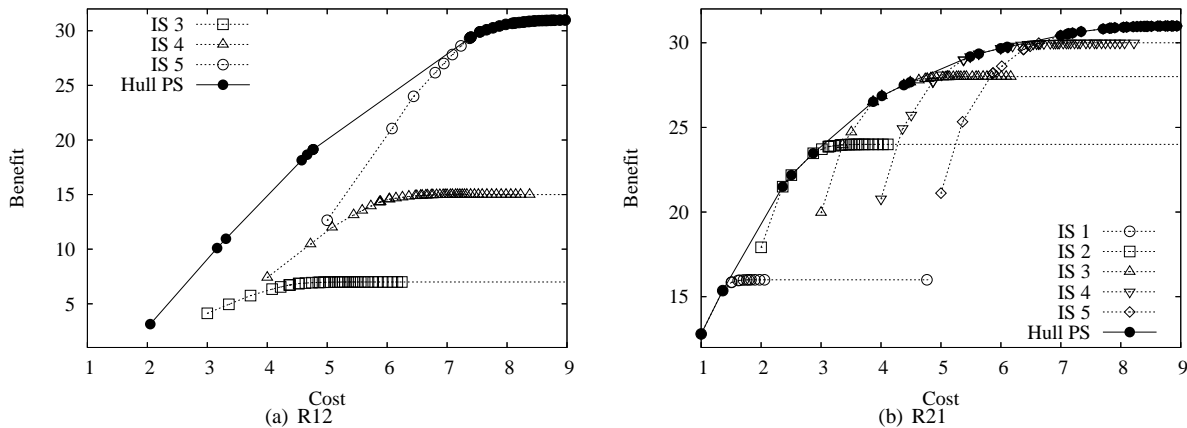 IS 3
IS 4
IS 5
Hull PS
30
25
20
15
10
5
Benefit
1 2 3 4 5 6 7 8 9
Cost
(a) R12
30
25
20
15
Benefit
IS 1
IS 2
IS 3
IS 4
IS 5
Hull PS
1 2 3 4 5 6 7 8 9
Cost
(b) R21